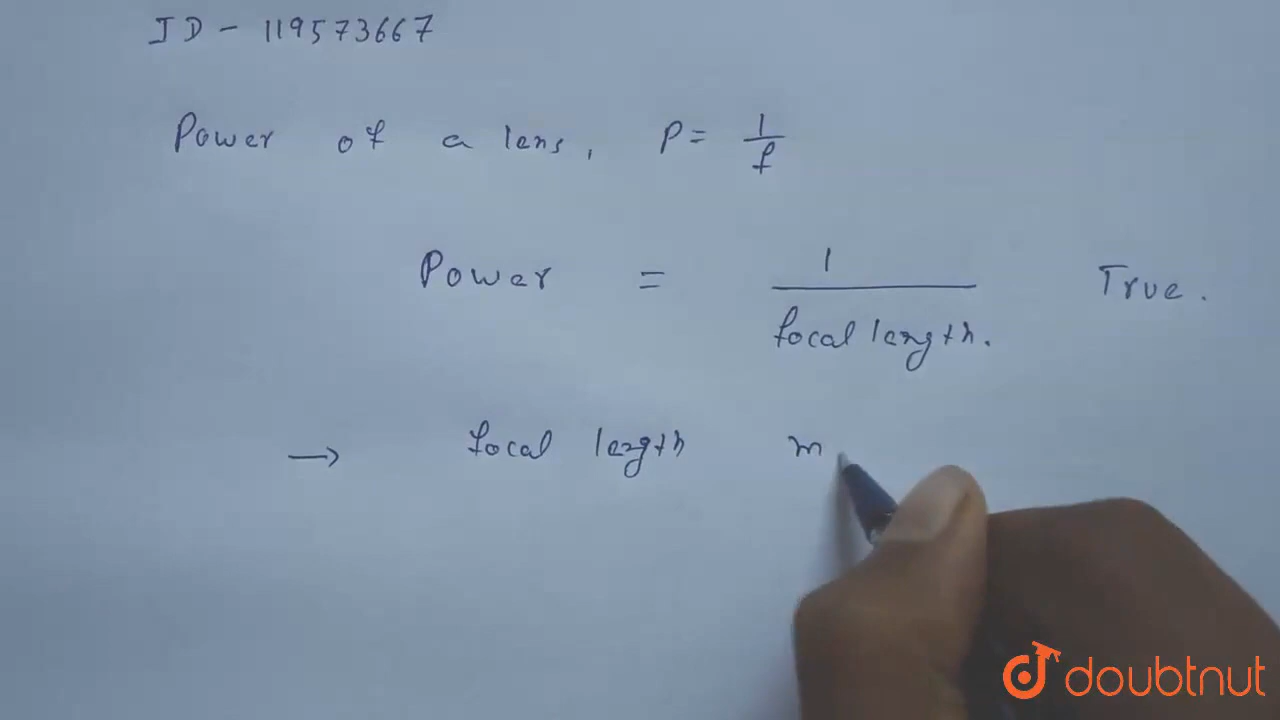 ID - 119573667
Power of a lens, P = 1/f
Power = 1/focal length. True.
→ focal length m
doubtnut